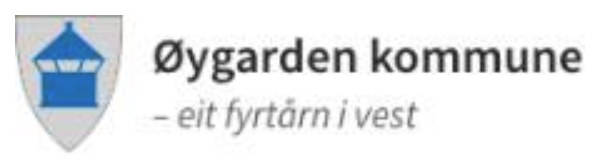 Øygarden kommune
– eit fyrtårn i vest